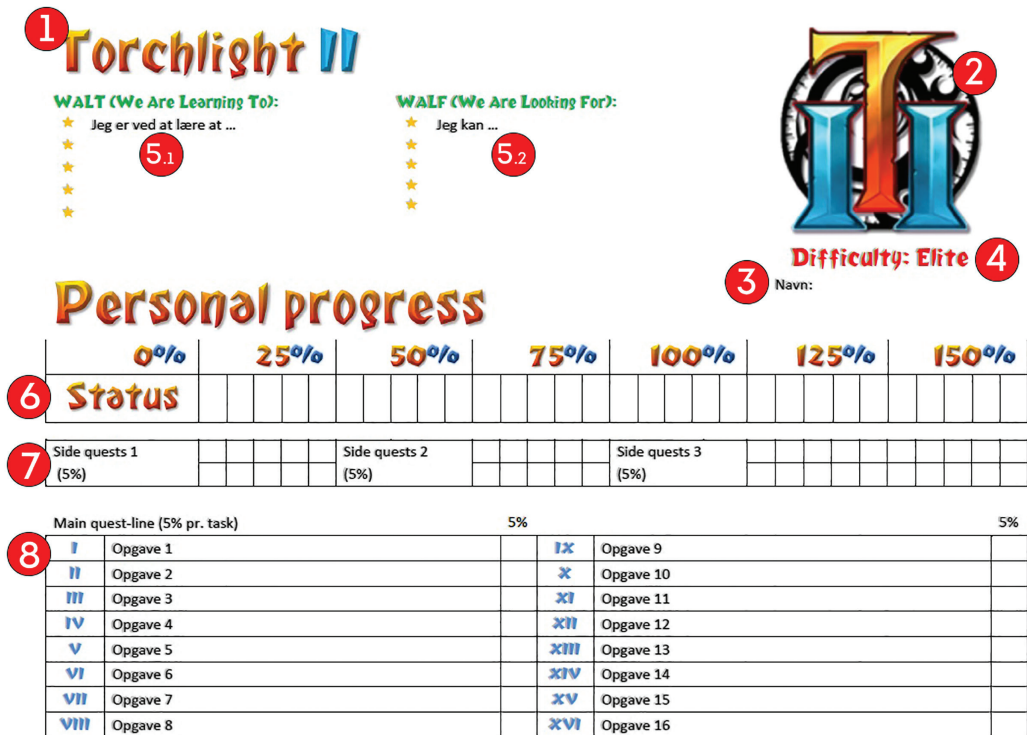 1
Torchlight II
2
WALT (We Are Learning To):
WALF (We Are Looking For):
Jeg er ved at lære at ...
Jeg kan ...
5.1
5.2
TII
Difficulty: Elite
4
3
Navn:
Personal progress
0% 25% 50% 75% 100% 125% 150%
6
Status
7
Side quests 1
(5%)
Side quests 2
(5%)
Side quests 3
(5%)
Main quest-line (5% pr. task) 5% 5%
8
I Opgave 1 IX Opgave 9
II Opgave 2 X Opgave 10
III Opgave 3 XI Opgave 11
IV Opgave 4 XII Opgave 12
V Opgave 5 XIII Opgave 13
VI Opgave 6 XIV Opgave 14
VII Opgave 7 XV Opgave 15
VIII Opgave 8 XVI Opgave 16